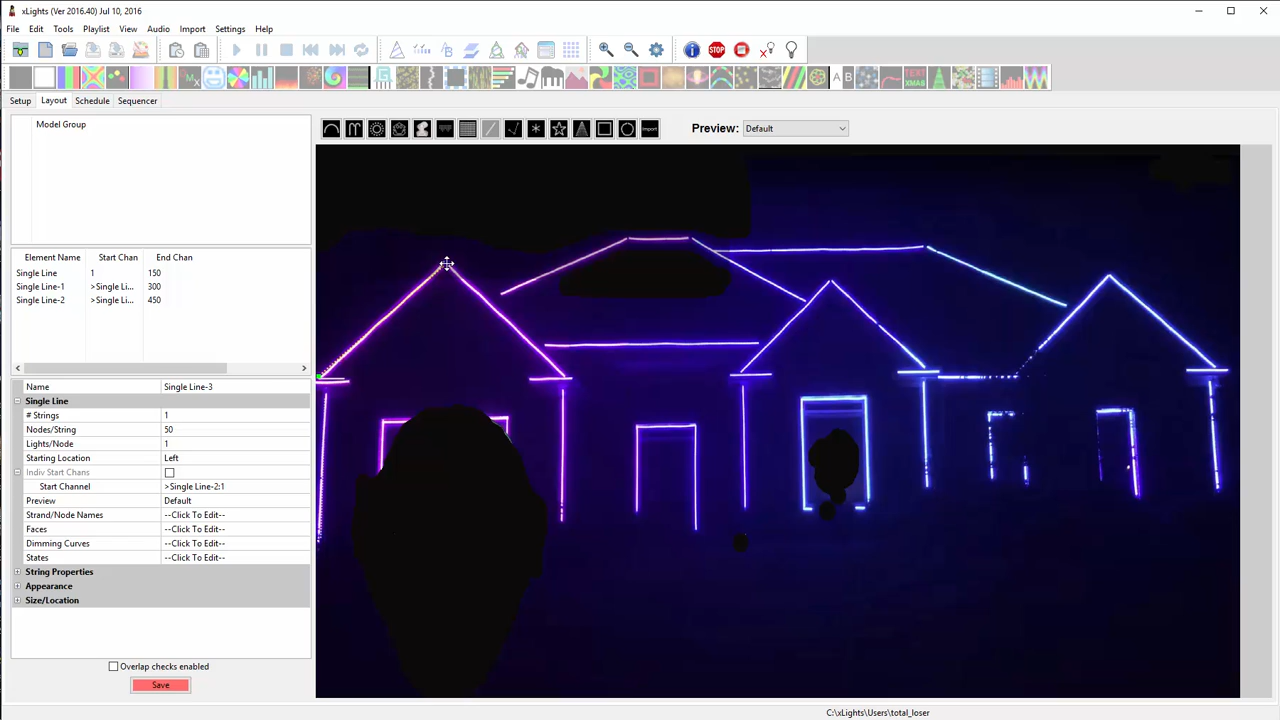 xLights (Ver 2016.40) Jul 10, 2016
File Edit Tools Playlist View Audio Import Settings Help
Setup Layout Schedule Sequencer
Model Group
Preview: Default
Element Name Start Chan End Chan
Single Line 1 150
Single Line-1 >Single Li... 300
Single Line-2 >Single Li... 450
Name Single Line-3
Single Line
# Strings 1
Nodes/String 50
Lights/Node 1
Starting Location Left
Indiv Start Chans
Start Channel >Single Line-2:1
Preview Default
Strand/Node Names --Click To Edit--
Faces --Click To Edit--
Dimming Curves --Click To Edit--
States --Click To Edit--
String Properties
Appearance
Size/Location
Overlap checks enabled
Save
C:\xLights\Users\total_loser